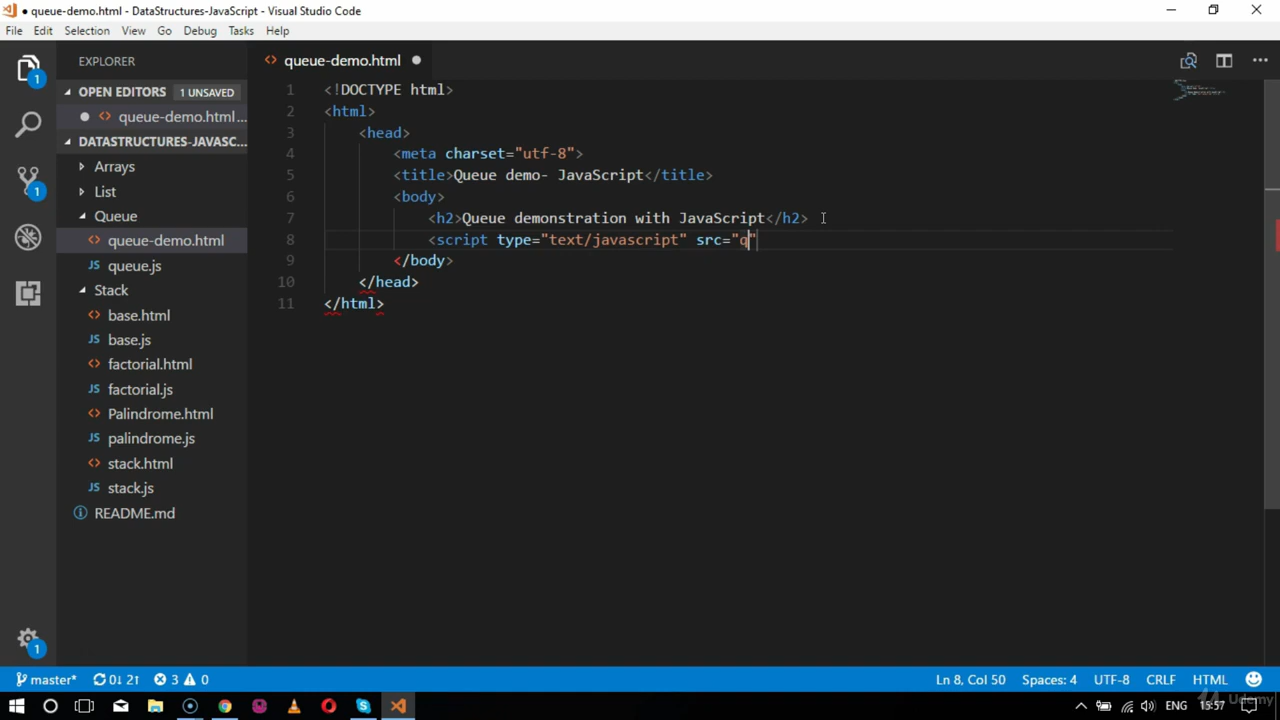 queue-demo.html - DataStructures-JavaScript - Visual Studio Code
File Edit Selection View Go Debug Tasks Help
EXPLORER
queue-demo.html
OPEN EDITORS 1 UNSAVED
queue-demo.html...
DATASTRUCTURES-JAVASC...
Arrays
List
Queue
queue-demo.html
queue.js
Stack
base.html
base.js
factorial.html
factorial.js
Palindrome.html
palindrome.js
stack.html
stack.js
README.md
1
1
1
1 <!DOCTYPE html>
2 <html>
3 <head>
4 <meta charset="utf-8">
5 <title>Queue demo- JavaScript</title>
6 <body>
7 <h2>Queue demonstration with JavaScript</h2>
8 <script type="text/javascript" src="q"
9 </body>
10 </head>
11 </html>
master* 0↓ 2↑ 3 0 Ln 8, Col 50 Spaces: 4 UTF-8 CRLF HTML
ENG 15:57
Udemy